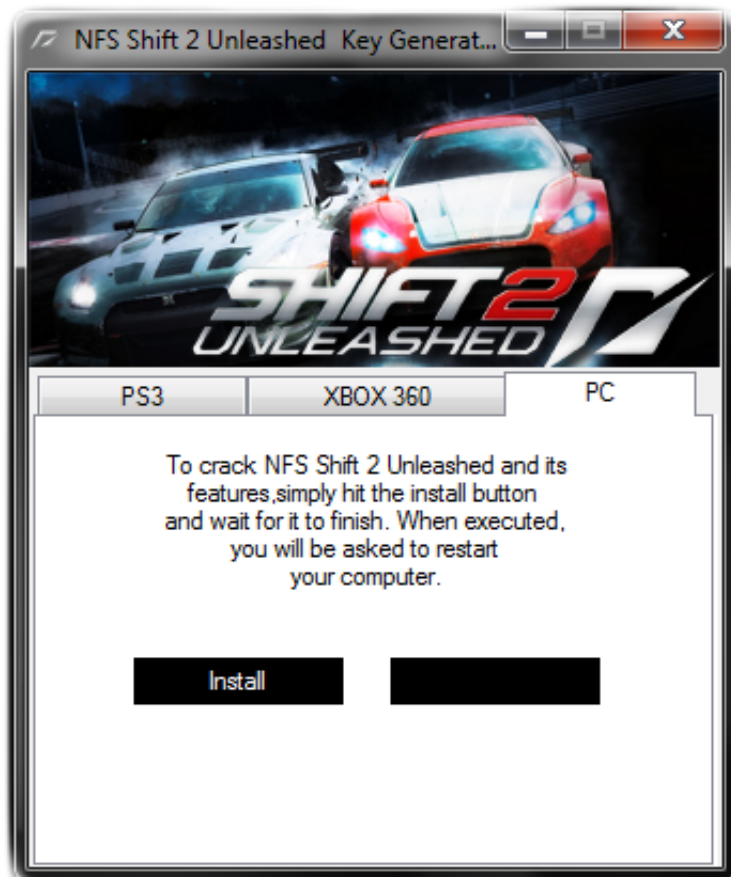 NFS Shift 2 Unleashed  Key Generat...
SHIFT 2
UNLEASHED
PS3
XBOX 360
PC
To crack NFS Shift 2 Unleashed and its
features,simply hit the install button
and wait for it to finish. When executed,
you will be asked to restart
your computer.
Install